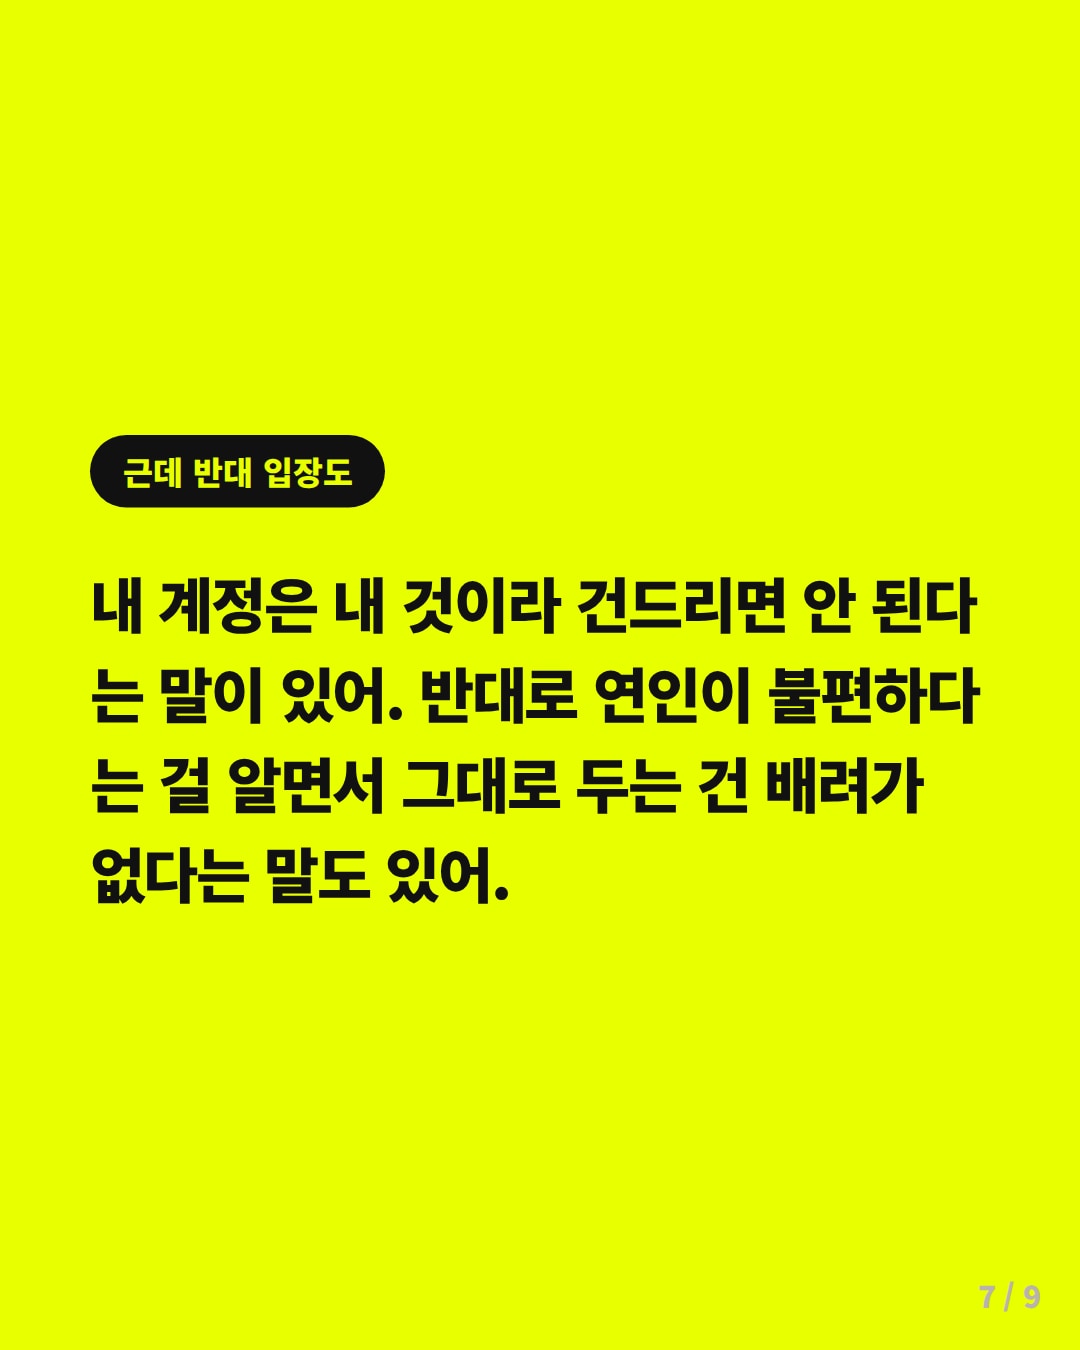 근데 반대 입장도
내 계정은 내 것이라 건드리면 안 된다
는 말이 있어. 반대로 연인이 불편하다
는 걸 알면서 그대로 두는 건 배려가
없다는 말도 있어.
7 / 9